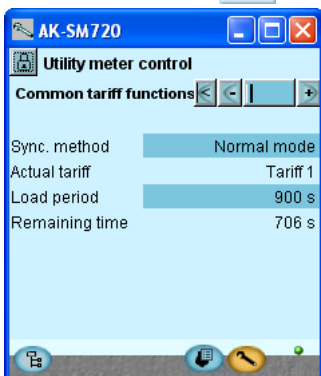 AK-SM720
Utility meter control
Common tariff functions
Sync. method Normal mode
Actual tariff Tariff 1
Load period 900 s
Remaining time 706 s